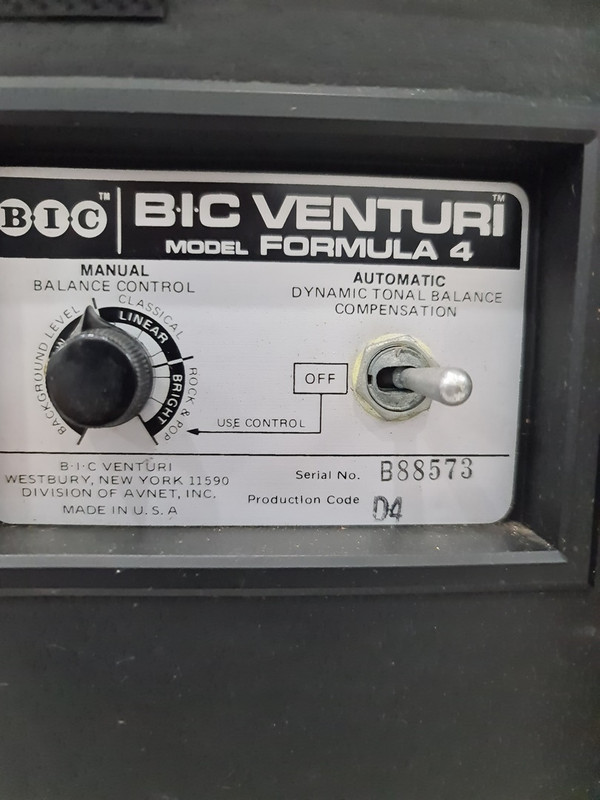 B·I·C™
B·I·C VENTURI™
MODEL FORMULA 4
MANUAL
BALANCE CONTROL
AUTOMATIC
DYNAMIC TONAL BALANCE
COMPENSATION
BACKGROUND LEVEL
CLASSICAL
ROCK & POP
LINEAR
BRIGHT
OFF
USE CONTROL
B·I·C VENTURI
WESTBURY, NEW YORK 11590
DIVISION OF AVNET, INC.
MADE IN U.S.A
Serial No. B88573
Production Code D4